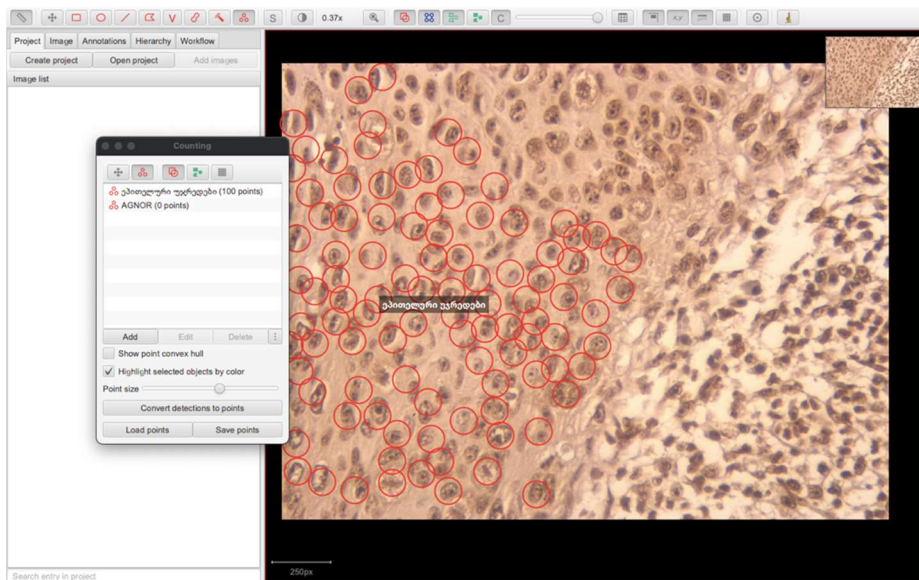 S
0.37x
C
x,y
Project
Image
Annotations
Hierarchy
Workflow
Create project
Open project
Add images
Image list
Counting
ეპითელური უჯრედები (100 points)
AGNOR (0 points)
ეპითელური უჯრედები
Add
Edit
Delete
Show point convex hull
Highlight selected objects by color
Point size
Convert detections to points
Load points
Save points
250px
Search entry in project